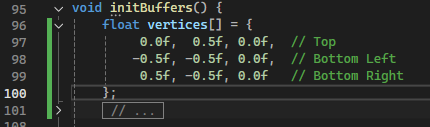 95 void initBuffers() {
96 float vertices[] = {
97 0.0f, 0.5f, 0.0f, // Top
98 -0.5f, -0.5f, 0.0f, // Bottom Left
99 0.5f, -0.5f, 0.0f // Bottom Right
100 };
101 // ...
108